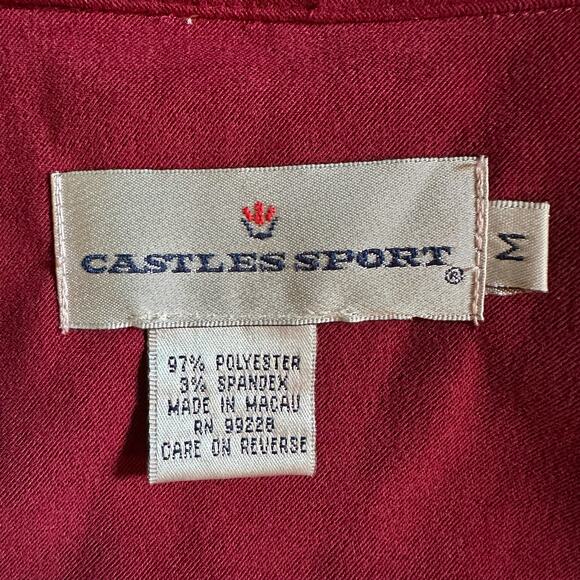 CASTLES SPORT ®
M
97% POLYESTER
3% SPANDEX
MADE IN MACAU
RN 99228
CARE ON REVERSE